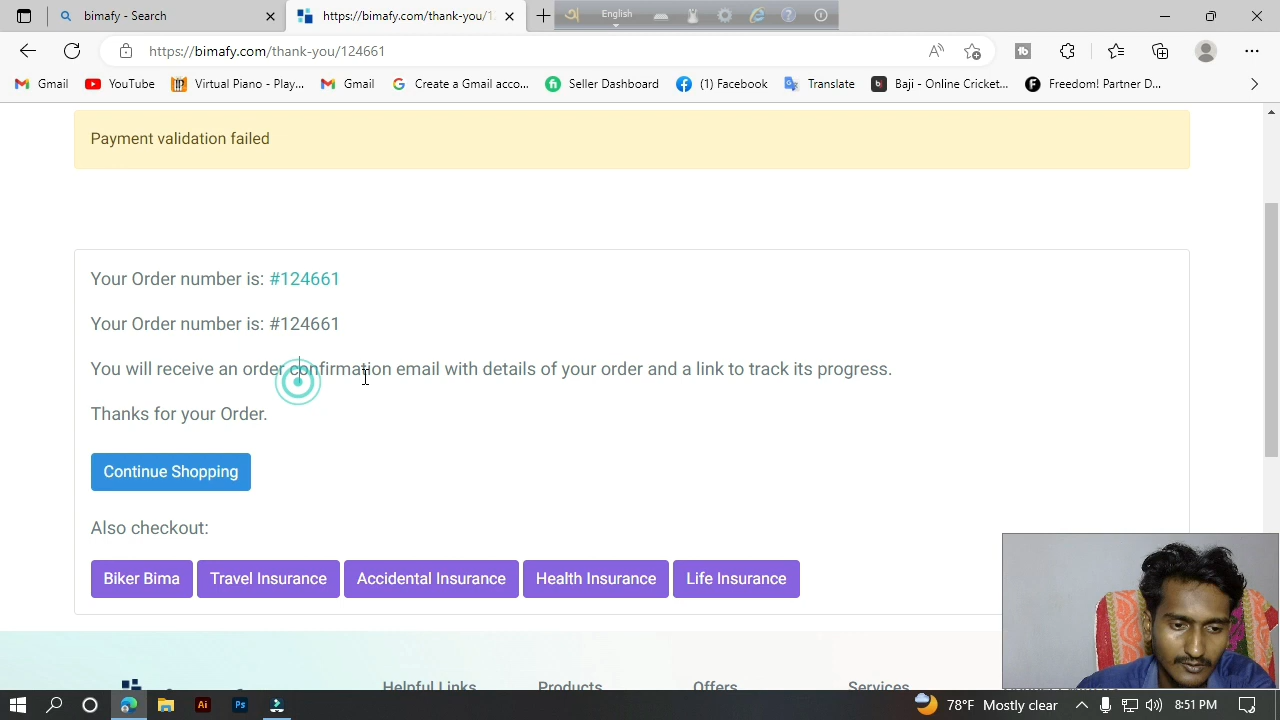 bimafy - Search
https://bimafy.com/thank-you/1
English
https://bimafy.com/thank-you/124661
Gmail
YouTube
Virtual Piano - Play...
Gmail
Create a Gmail acco...
Seller Dashboard
(1) Facebook
Translate
Baji - Online Cricket...
Freedom! Partner D...
Payment validation failed
Your Order number is: #124661
Your Order number is: #124661
You will receive an order confirmation email with details of your order and a link to track its progress.
Thanks for your Order.
Continue Shopping
Also checkout:
Biker Bima
Travel Insurance
Accidental Insurance
Health Insurance
Life Insurance
Helpful Links
Products
Offers
Services
78°F Mostly clear
8:51 PM